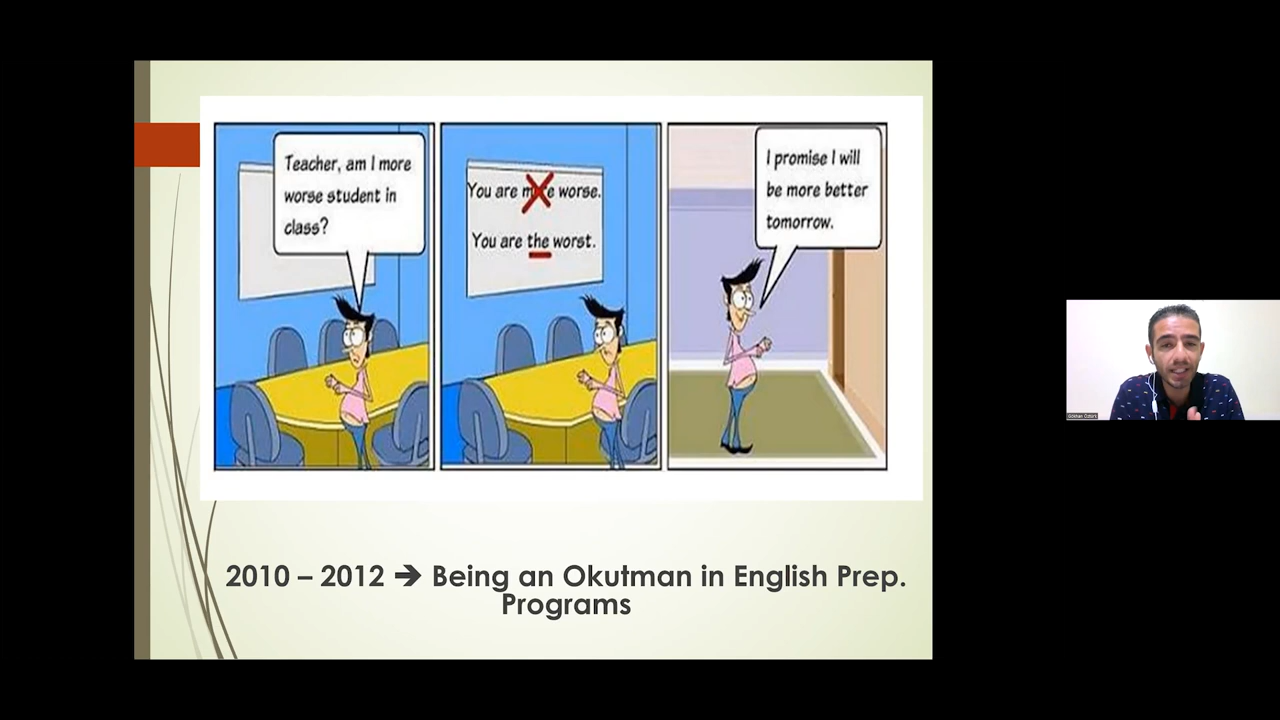 Teacher, am I more
worse student in
class?
You are more worse.
You are the worst.
I promise I will
be more better
tomorrow.
2010 – 2012 ➔ Being an Okutman in English Prep.
Programs